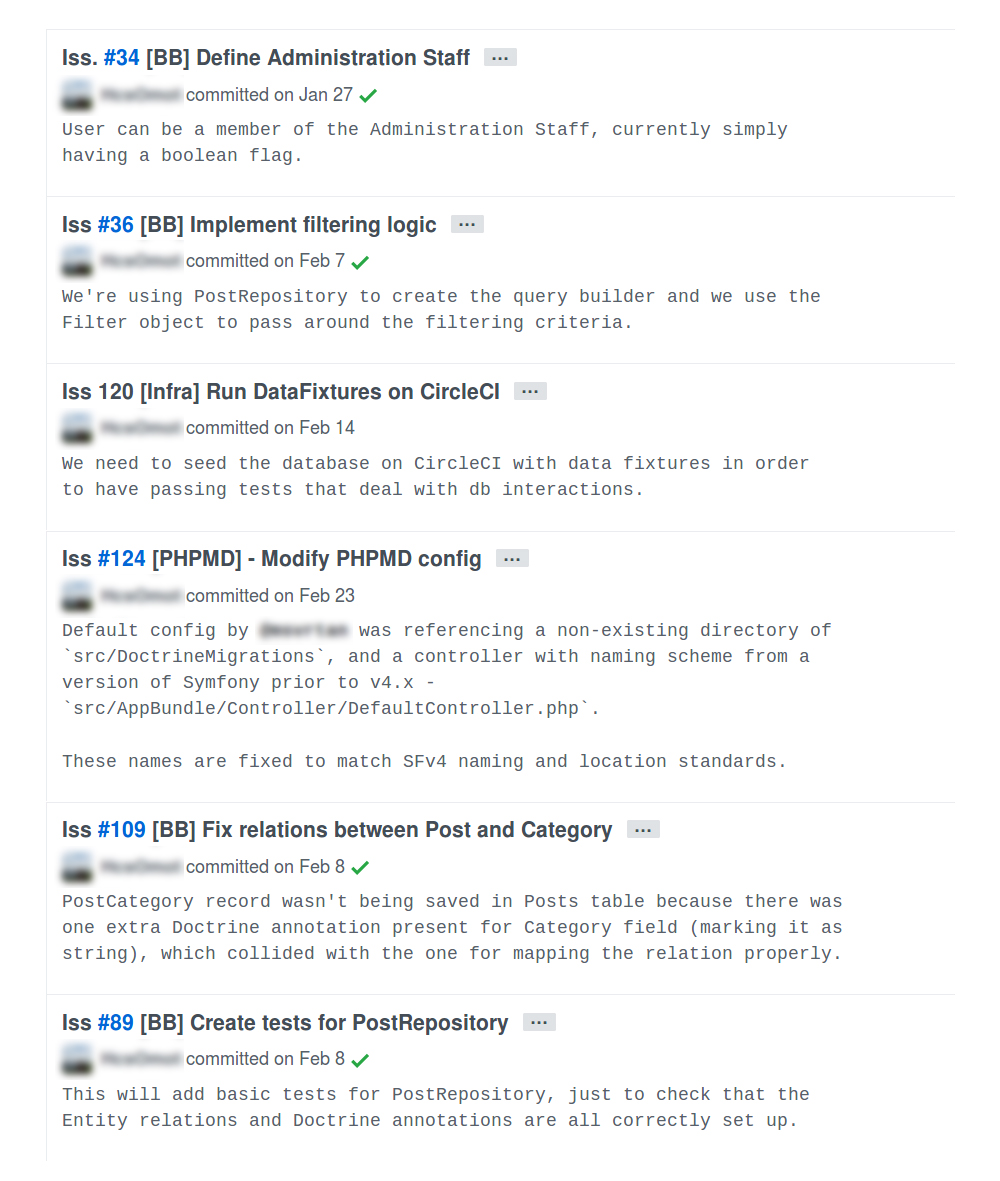 Iss. #34 [BB] Define Administration Staff ...
committed on Jan 27
User can be a member of the Administration Staff, currently simply
having a boolean flag.
Iss #36 [BB] Implement filtering logic ...
committed on Feb 7
We're using PostRepository to create the query builder and we use the
Filter object to pass around the filtering criteria.
Iss 120 [Infra] Run DataFixtures on CircleCI ...
committed on Feb 14
We need to seed the database on CircleCI with data fixtures in order
to have passing tests that deal with db interactions.
Iss #124 [PHPMD] - Modify PHPMD config ...
committed on Feb 23
Default config by was referencing a non-existing directory of
`src/DoctrineMigrations`, and a controller with naming scheme from a
version of Symfony prior to v4.x -
`src/AppBundle/Controller/DefaultController.php`.
These names are fixed to match SFv4 naming and location standards.
Iss #109 [BB] Fix relations between Post and Category ...
committed on Feb 8
PostCategory record wasn't being saved in Posts table because there was
one extra Doctrine annotation present for Category field (marking it as
string), which collided with the one for mapping the relation properly.
Iss #89 [BB] Create tests for PostRepository ...
committed on Feb 8
This will add basic tests for PostRepository, just to check that the
Entity relations and Doctrine annotations are all correctly set up.